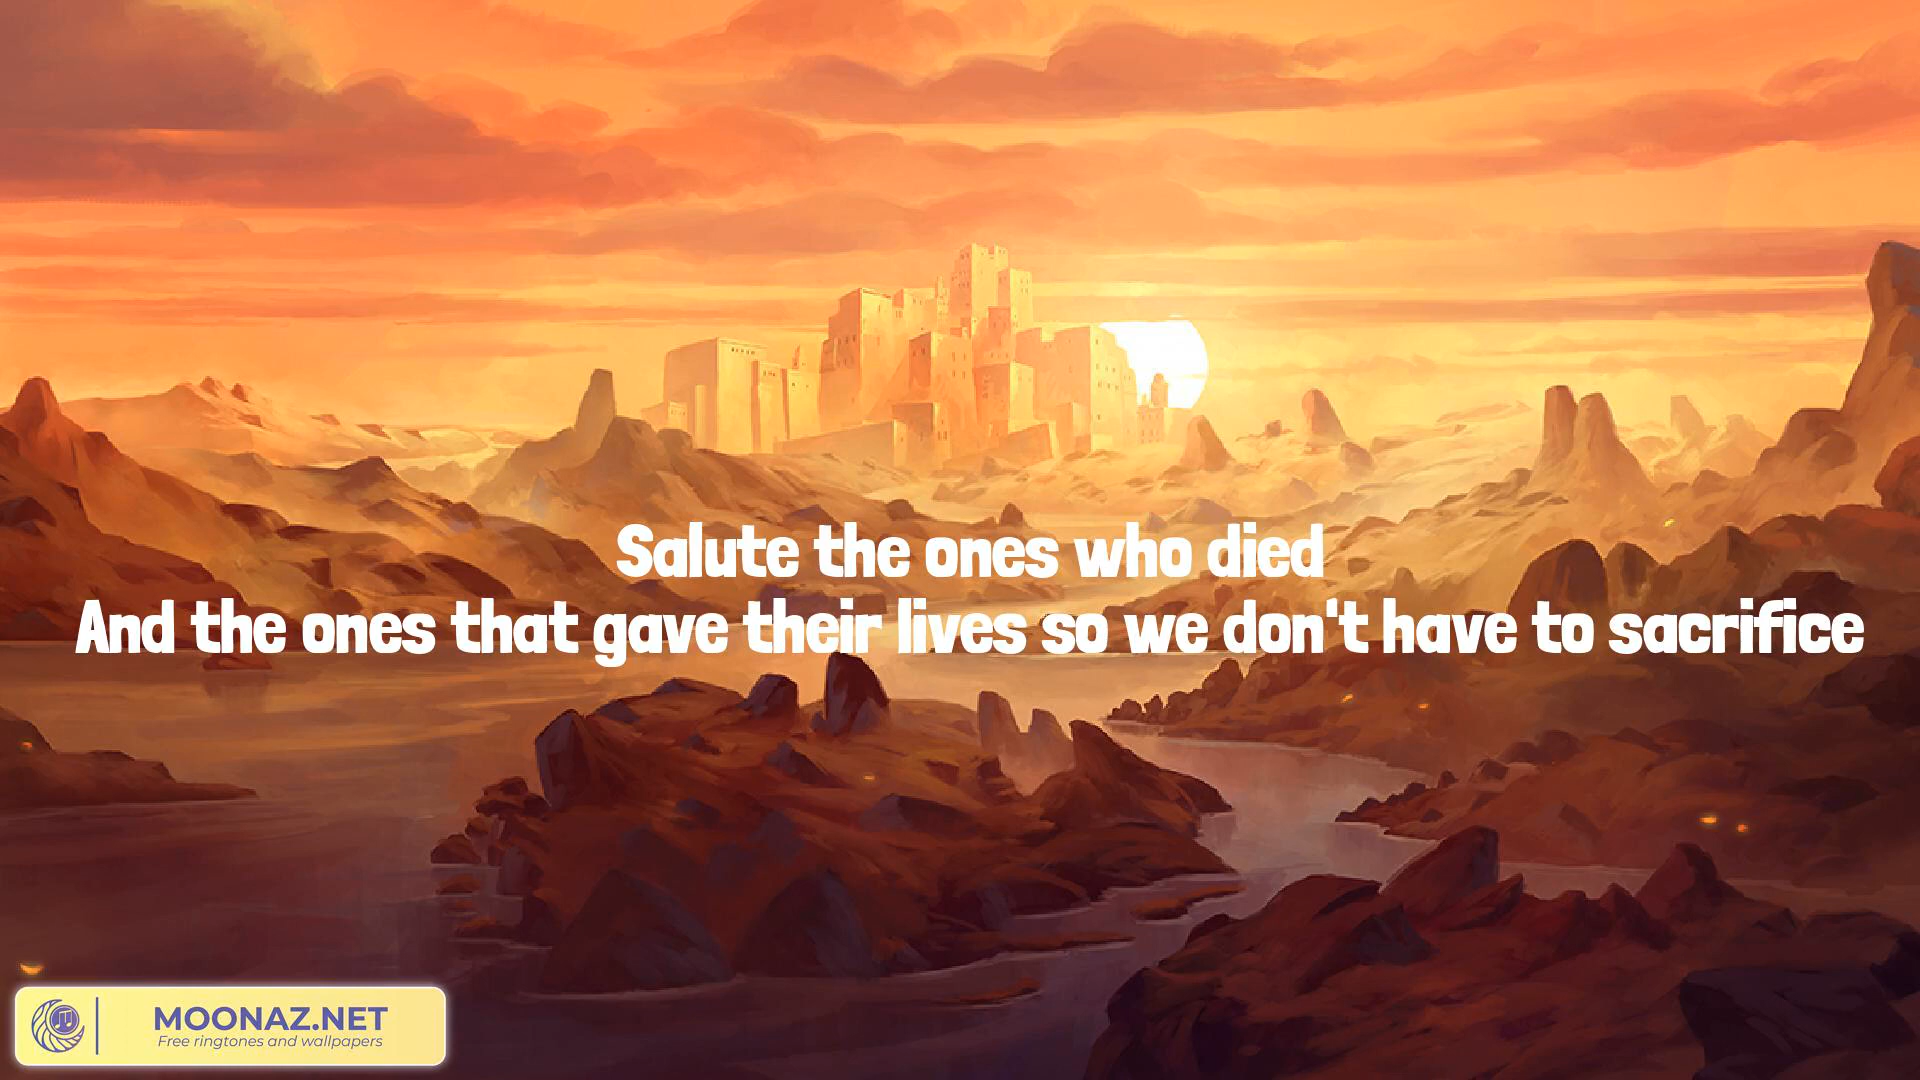 Salute the ones who died
And the ones that gave their lives so we don't have to sacrifice
MOONAZ.NET
Free ringtones and wallpapers